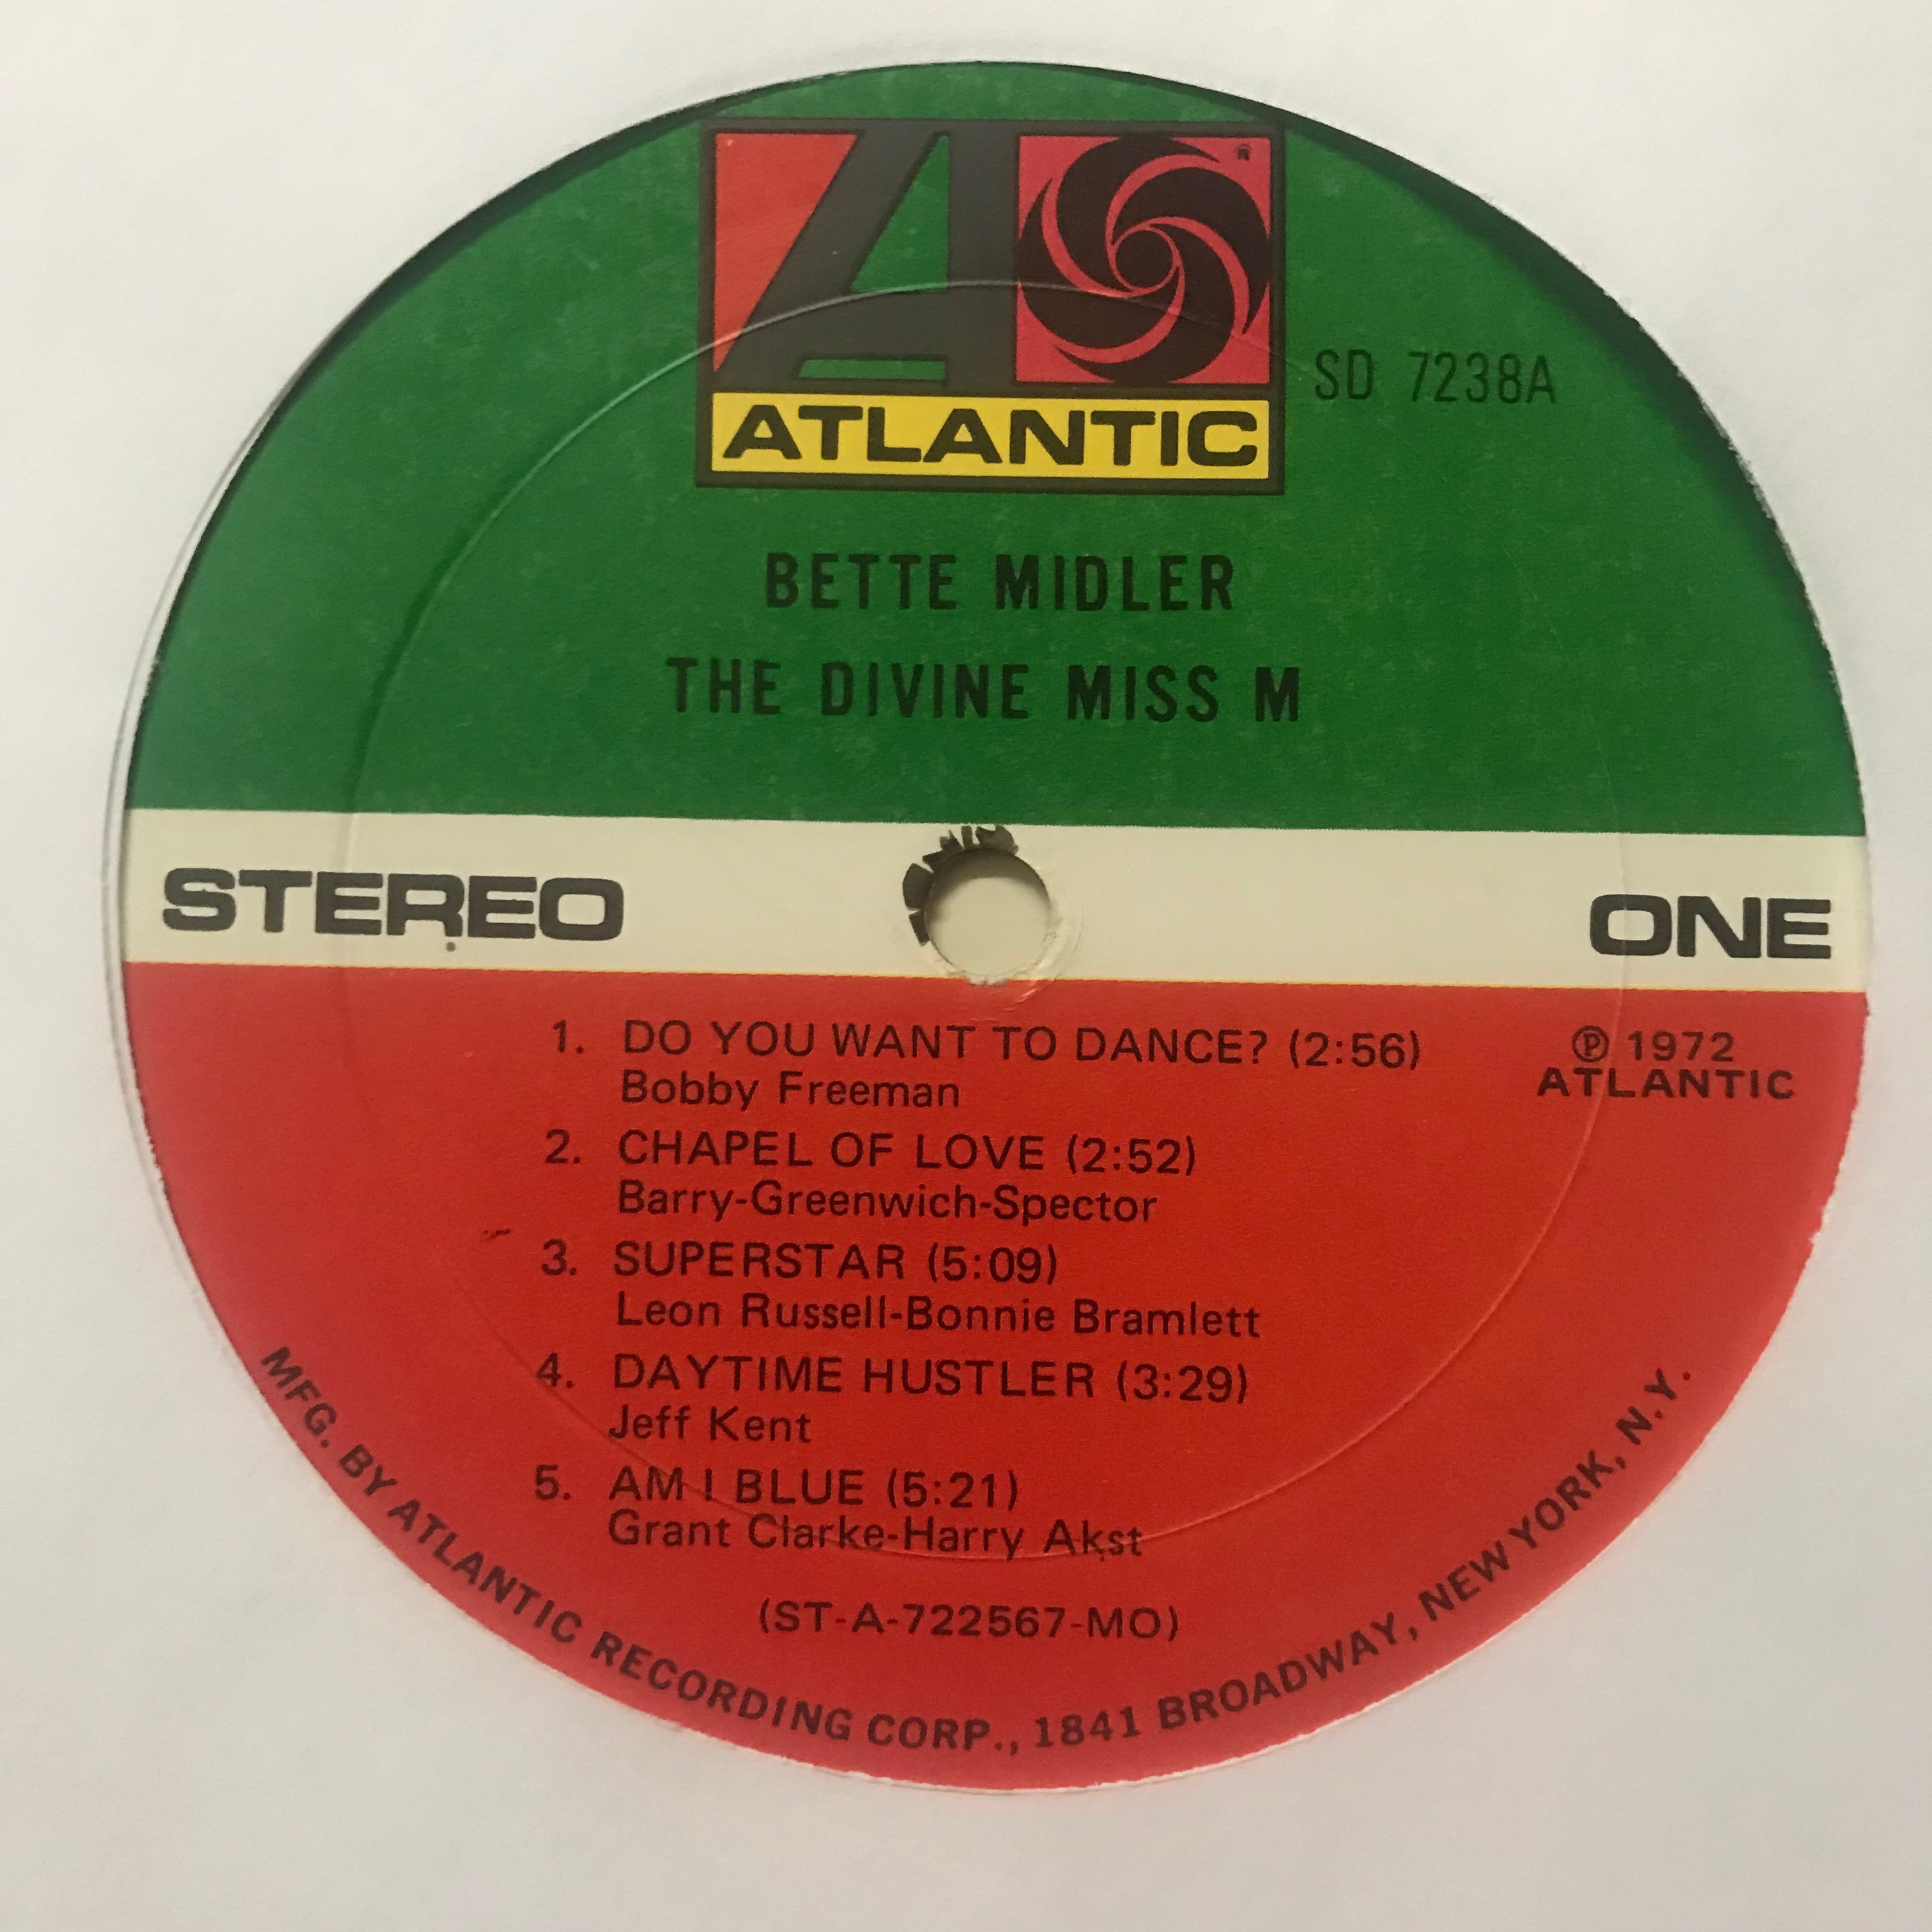 ®
ATLANTIC
SD 7238A
BETTE MIDLER
THE DIVINE MISS M
STEREO
ONE
1. DO YOU WANT TO DANCE? (2:56)
Bobby Freeman
℗ 1972
ATLANTIC
2. CHAPEL OF LOVE (2:52)
Barry-Greenwich-Spector
3. SUPERSTAR (5:09)
Leon Russell-Bonnie Bramlett
4. DAYTIME HUSTLER (3:29)
Jeff Kent
5. AM I BLUE (5:21)
Grant Clarke-Harry Akst
(ST-A-722567-MO)
MFG. BY ATLANTIC RECORDING CORP., 1841 BROADWAY, NEW YORK, N.Y.